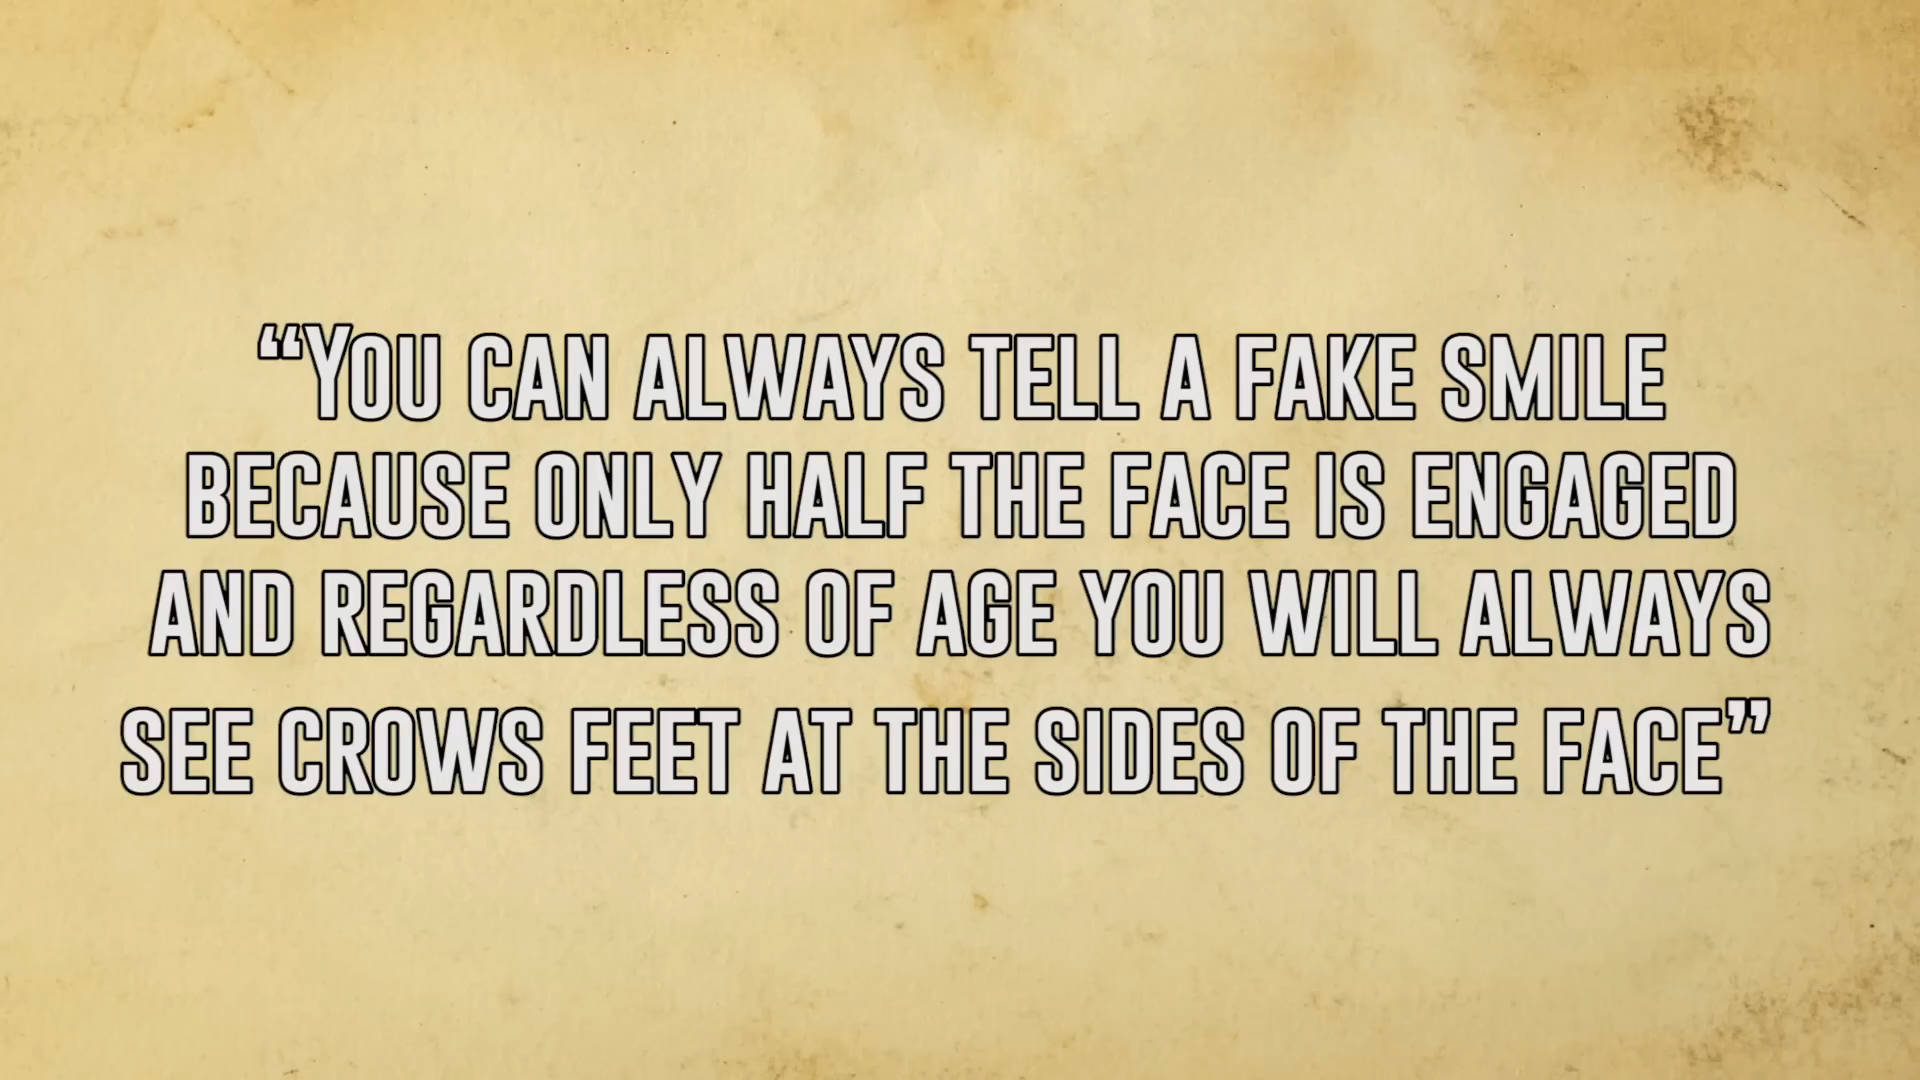 “You can always tell a fake smile
because only half the face is engaged
and regardless of age you will always
see crows feet at the sides of the face”